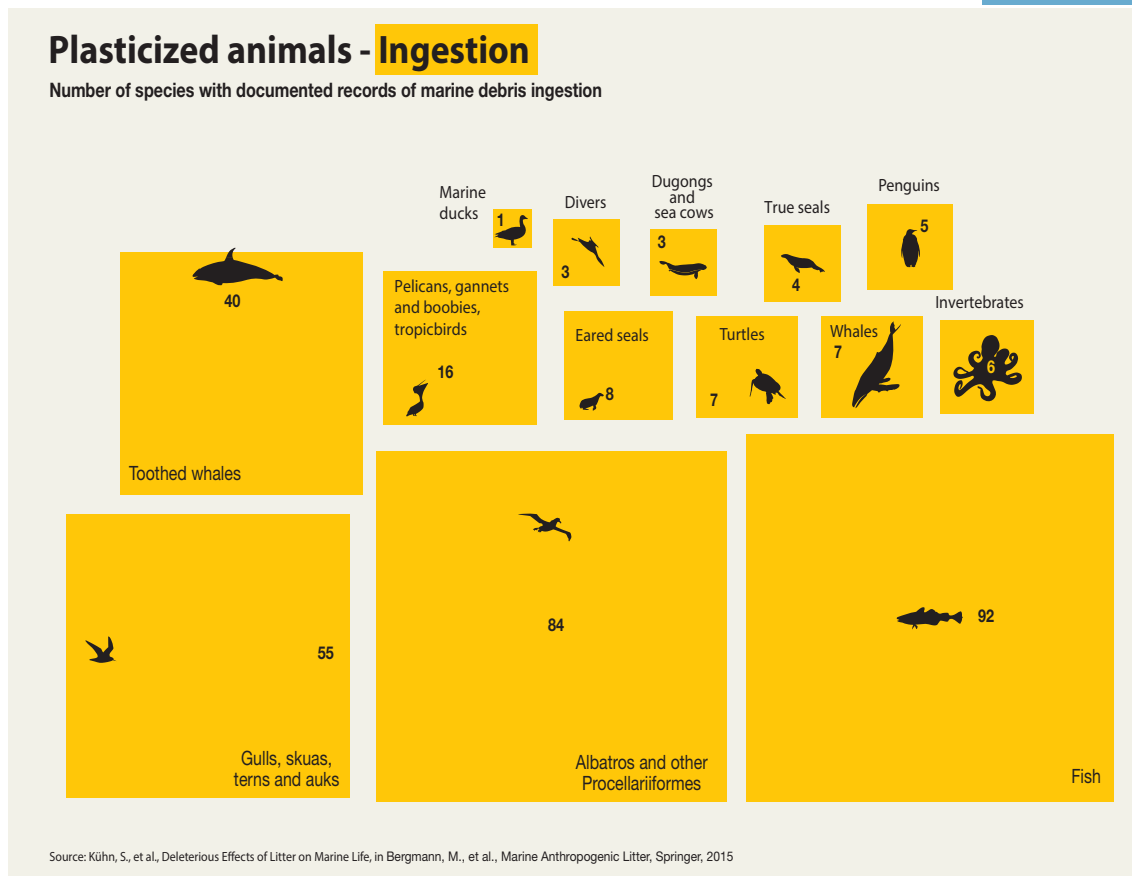 Plasticized animals - Ingestion
Number of species with documented records of marine debris ingestion
Marine
ducks
1
Divers
3
Dugongs
and
sea cows
3
True seals
4
Penguins
5
40
Toothed whales
Pelicans, gannets
and boobies,
tropicbirds
16
Eared seals
8
Turtles
7
Whales
7
Invertebrates
6
55
Gulls, skuas,
terns and auks
84
Albatros and other
Procellariiformes
92
Fish
Source: Kühn, S., et al., Deleterious Effects of Litter on Marine Life, in Bergmann, M., et al., Marine Anthropogenic Litter, Springer, 2015